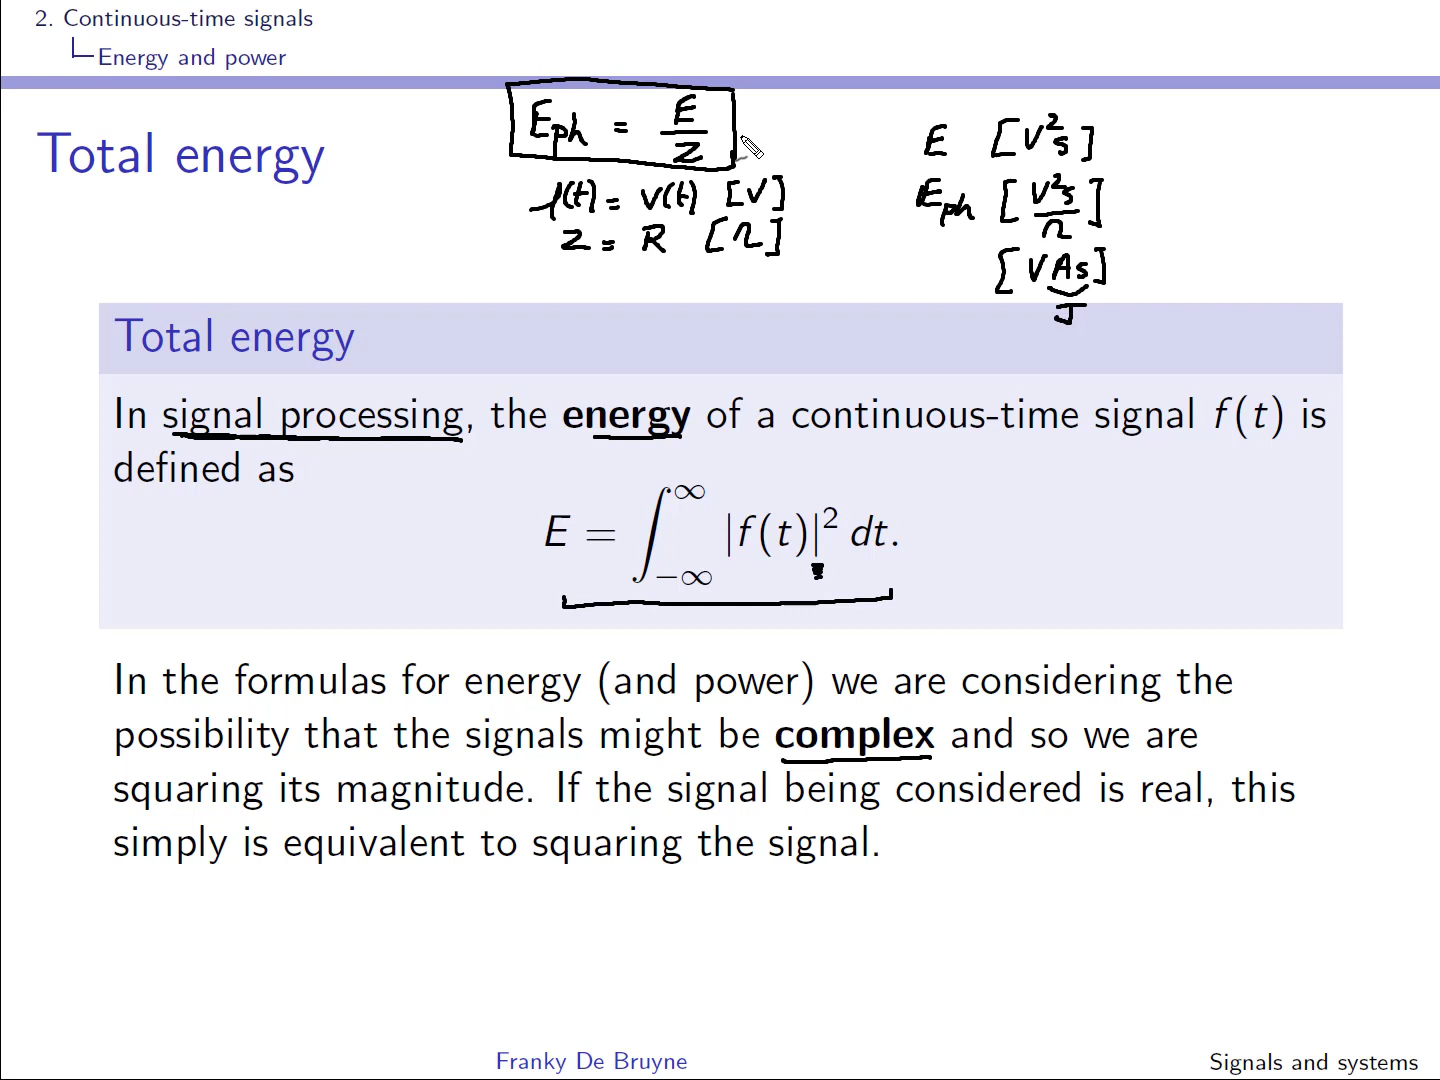 2. Continuous-time signals
Energy and power
Total energy
Eph = E/Z
f(t) = v(t) [V]
Z = R [Ω]
E [V²s]
Eph [V²s/Ω]
[VAs]
J
Total energy
In signal processing, the energy of a continuous-time signal f(t) is
defined as
E = ∫_{-∞}^{∞} |f(t)|² dt.
In the formulas for energy (and power) we are considering the
possibility that the signals might be complex and so we are
squaring its magnitude. If the signal being considered is real, this
simply is equivalent to squaring the signal.
Franky De Bruyne
Signals and systems